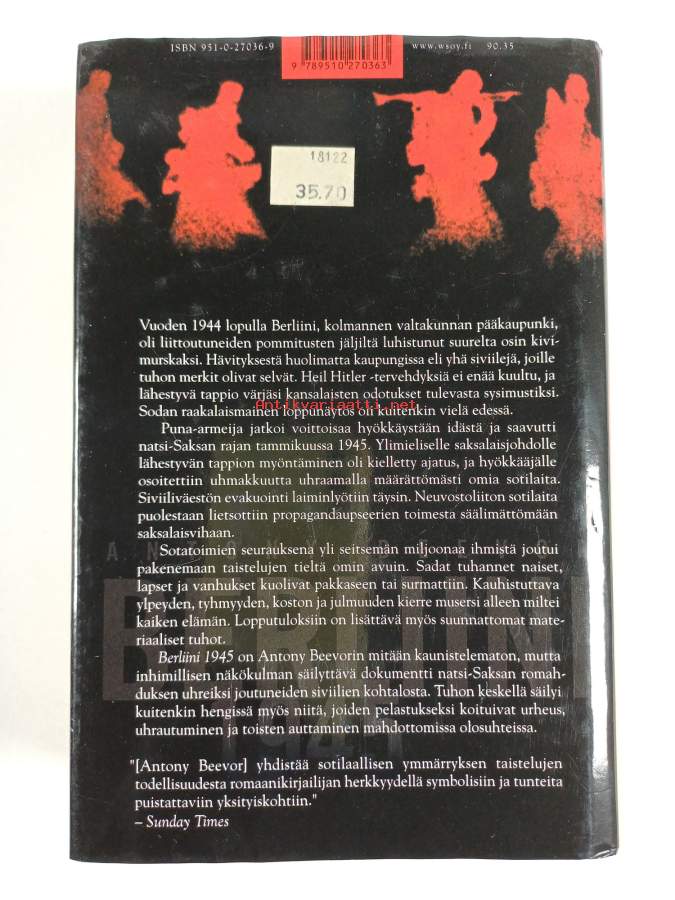 ISBN 951-0-27036-9
www.wsoy.fi 90.35
9 789510 270363
18122
35.70
Vuoden 1944 lopulla Berliini, kolmannen valtakunnan pääkaupunki,
oli liittoutuneiden pommitusten jäljiltä luhistunut suurelta osin kivi-
murskaksi. Hävityksestä huolimatta kaupungissa eli yhä siviilejä, joille
tuhon merkit olivat selvät. Heil Hitler -tervehdyksiä ei enää kuultu, ja
lähestyvä tappio värjäsi kansalaisten odotukset tulevasta sysimustiksi.
Antikvariaatti.net
Sodan raakalaismainen loppunäytös oli kuitenkin vielä edessä.
Puna-armeija jatkoi voittoisaa hyökkäystään idästä ja saavutti
natsi-Saksan rajan tammikuussa 1945. Ylimieliselle saksalaisjohdolle
lähestyvän tappion myöntäminen oli kielletty ajatus, ja hyökkääjälle
osoitettiin uhmakkuutta uhraamalla määrättömästi omia sotilaita.
Siviiliväestön evakuointi laiminlyötiin täysin. Neuvostoliiton sotilaita
puolestaan lietsottiin propagandaupseerien toimesta säälimättömään
saksalaisvihaan.
Sotatoimien seurauksena yli seitsemän miljoonaa ihmistä joutui
pakenemaan taistelujen tieltä omin avuin. Sadat tuhannet naiset,
lapset ja vanhukset kuolivat pakkaseen tai surmattiin. Kauhistuttava
ylpeyden, tyhmyyden, koston ja julmuuden kierre musersi alleen miltei
kaiken elämän. Lopputuloksiin on lisättävä myös suunnattomat mate-
riaaliset tuhot.
Berliini 1945 on Antony Beevorin mitään kaunistelematon, mutta
inhimillisen näkökulman säilyttävä dokumentti natsi-Saksan romah-
duksen uhreiksi joutuneiden siviilien kohtalosta. Tuhon keskellä säilyi
kuitenkin hengissä myös niitä, joiden pelastukseksi koituivat urheus,
uhrautuminen ja toisten auttaminen mahdottomissa olosuhteissa.
"[Antony Beevor] yhdistää sotilaallisen ymmärryksen taistelujen
todellisuudesta romaanikirjailijan herkkyydellä symbolisiin ja tunteita
puistattaviin yksityiskohtiin."
– Sunday Times
ANTONY BEEVOR
BERLIINI
1945